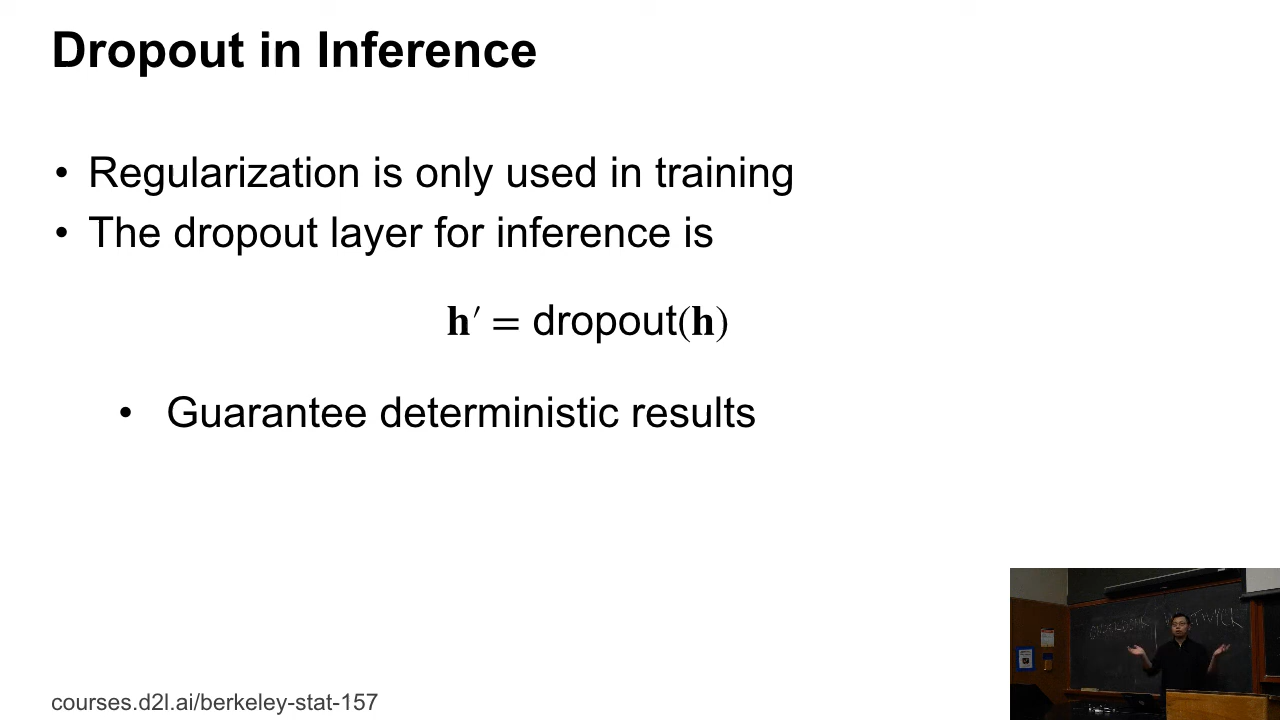 Dropout in Inference
• Regularization is only used in training
• The dropout layer for inference is
h′ = dropout(h)
• Guarantee deterministic results
courses.d2l.ai/berkeley-stat-157